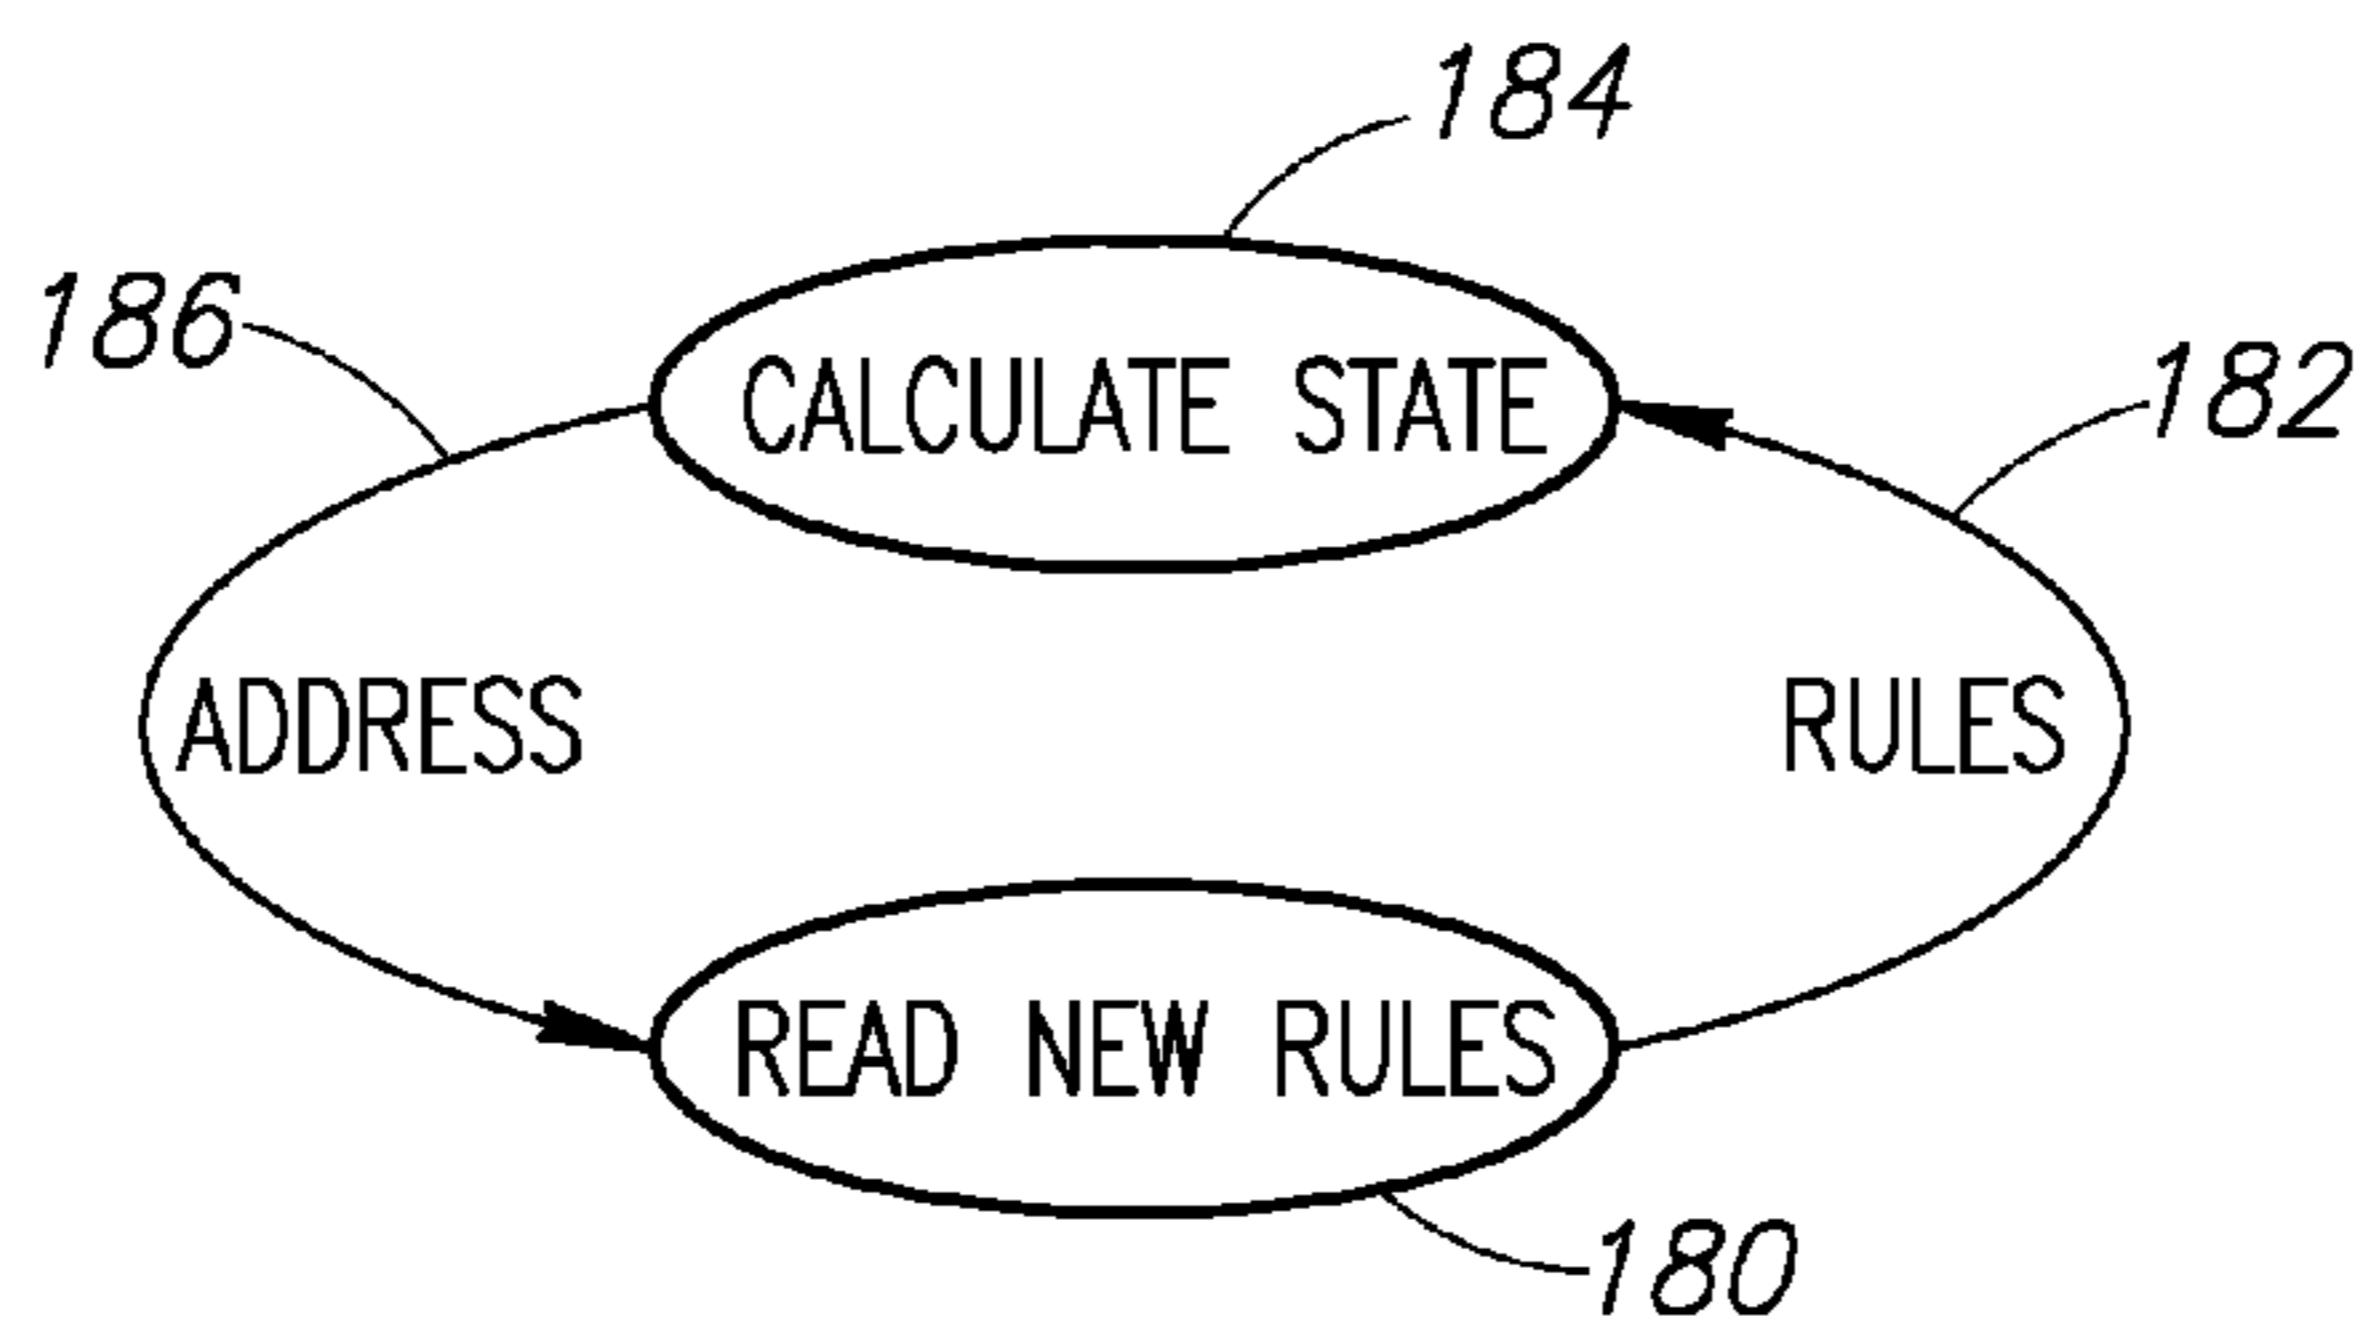 184
186
182
CALCULATE STATE
ADDRESS
RULES
READ NEW RULES
180